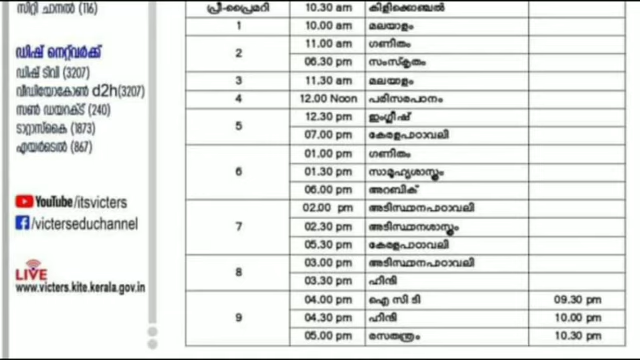 സിറ്റി ചാനൽ (116)
ഡിഷ് നെറ്റ്‌വർക്ക്
ഡിഷ് ടിവി (3207)
വീഡിയോകോൺ d2h(3207)
സൺ ഡയറക്ട് (240)
ടാറ്റാസ്കൈ (1873)
എയർടെൽ (867)
YouTube/itsvicters
/victerseduchannel
LIVE
www.victers.kite.kerala.gov.in
പ്രീ-പ്രൈമറി 10.30 am കിളിക്കൊഞ്ചൽ
1 10.00 am മലയാളം
2 11.00 am ഗണിതം
06.30 pm സംസ്കൃതം
3 11.30 am മലയാളം
4 12.00 Noon പരിസരപഠനം
5 12.30 pm ഇംഗ്ലീഷ്
07.00 pm കേരളപാഠാവലി
6 01.00 pm ഗണിതം
01.30 pm സാമൂഹ്യശാസ്ത്രം
06.00 pm അറബിക്
7 02.00 pm അടിസ്ഥാനപാഠാവലി
02.30 pm അടിസ്ഥാനശാസ്ത്രം
05.30 pm കേരളപാഠാവലി
8 03.00 pm അടിസ്ഥാനപാഠാവലി
03.30 pm ഹിന്ദി
9 04.00 pm ഐ സി ടി 09.30 pm
04.30 pm ഹിന്ദി 10.00 pm
05.00 pm രസതന്ത്രം 10.30 pm